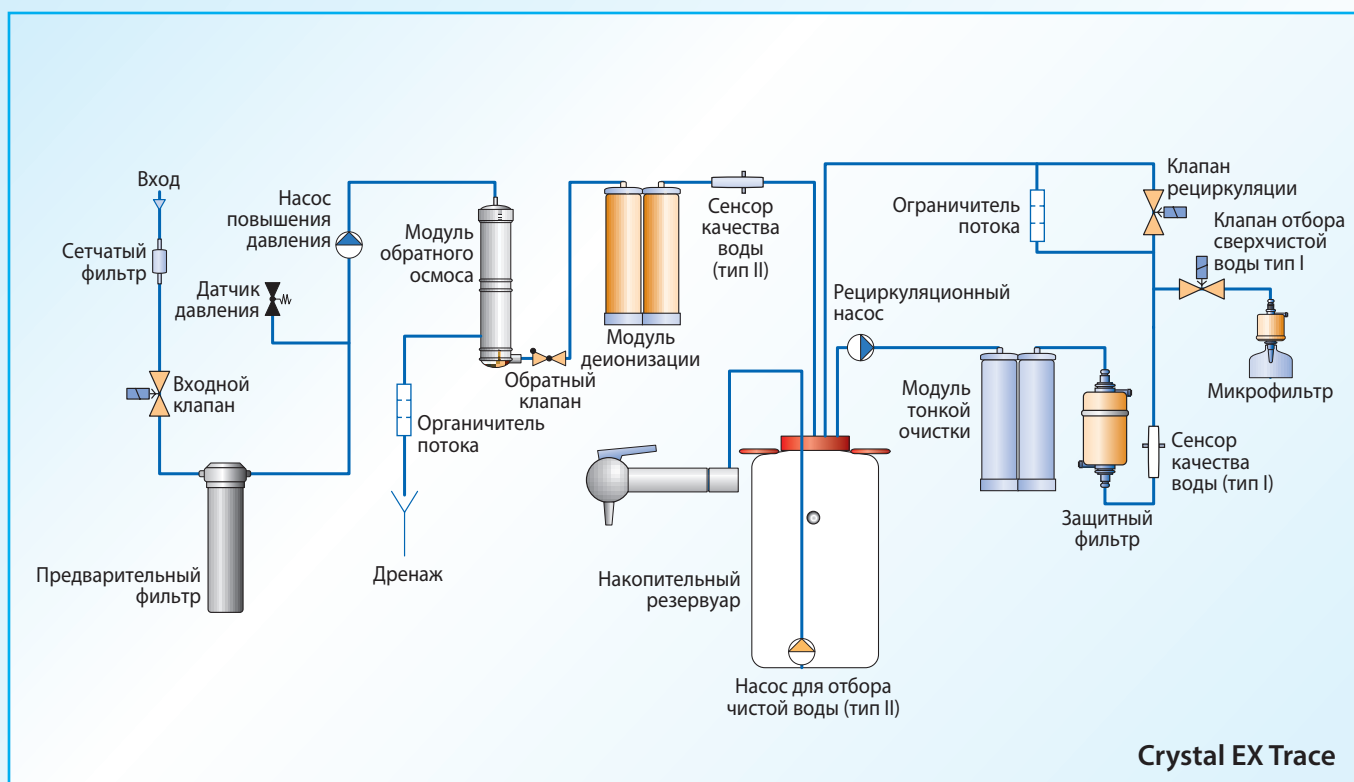 Вход
Сетчатый
фильтр
Насос
повышения
давления
Датчик
давления
Входной
клапан
Предварительный
фильтр
Модуль
обратного
осмоса
Органичитель
потока
Дренаж
Обратный
клапан
Модуль
деионизации
Сенсор
качества
воды
(тип II)
Накопительный
резервуар
Насос для отбора
чистой воды (тип II)
Рециркуляционный
насос
Модуль
тонкой
очистки
Защитный
фильтр
Сенсор
качества
воды (тип I)
Ограничитель
потока
Клапан
рециркуляции
Клапан отбора
сверхчистой
воды тип I
Микрофильтр
Crystal EX Trace